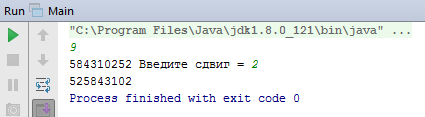 Run Main
"C:\Program Files\Java\jdk1.8.0_121\bin\java" ...
9
584310252 Введите сдвиг = 2
525843102
Process finished with exit code 0